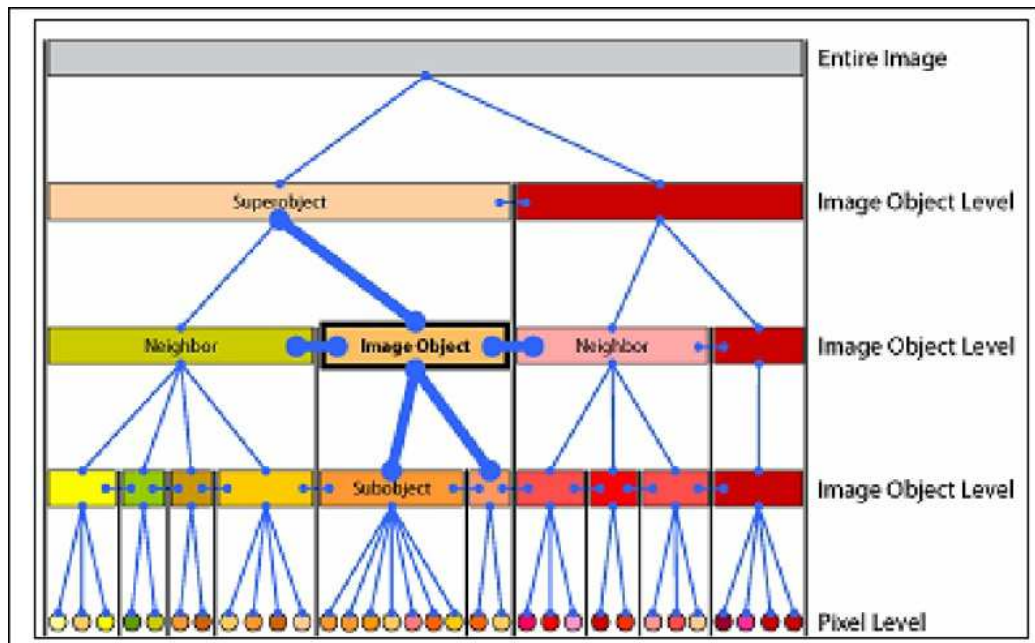 Entire Image
Superobject
Image Object Level
Neighbor
Image Object
Neighbor
Image Object Level
Subobject
Image Object Level
Pixel Level